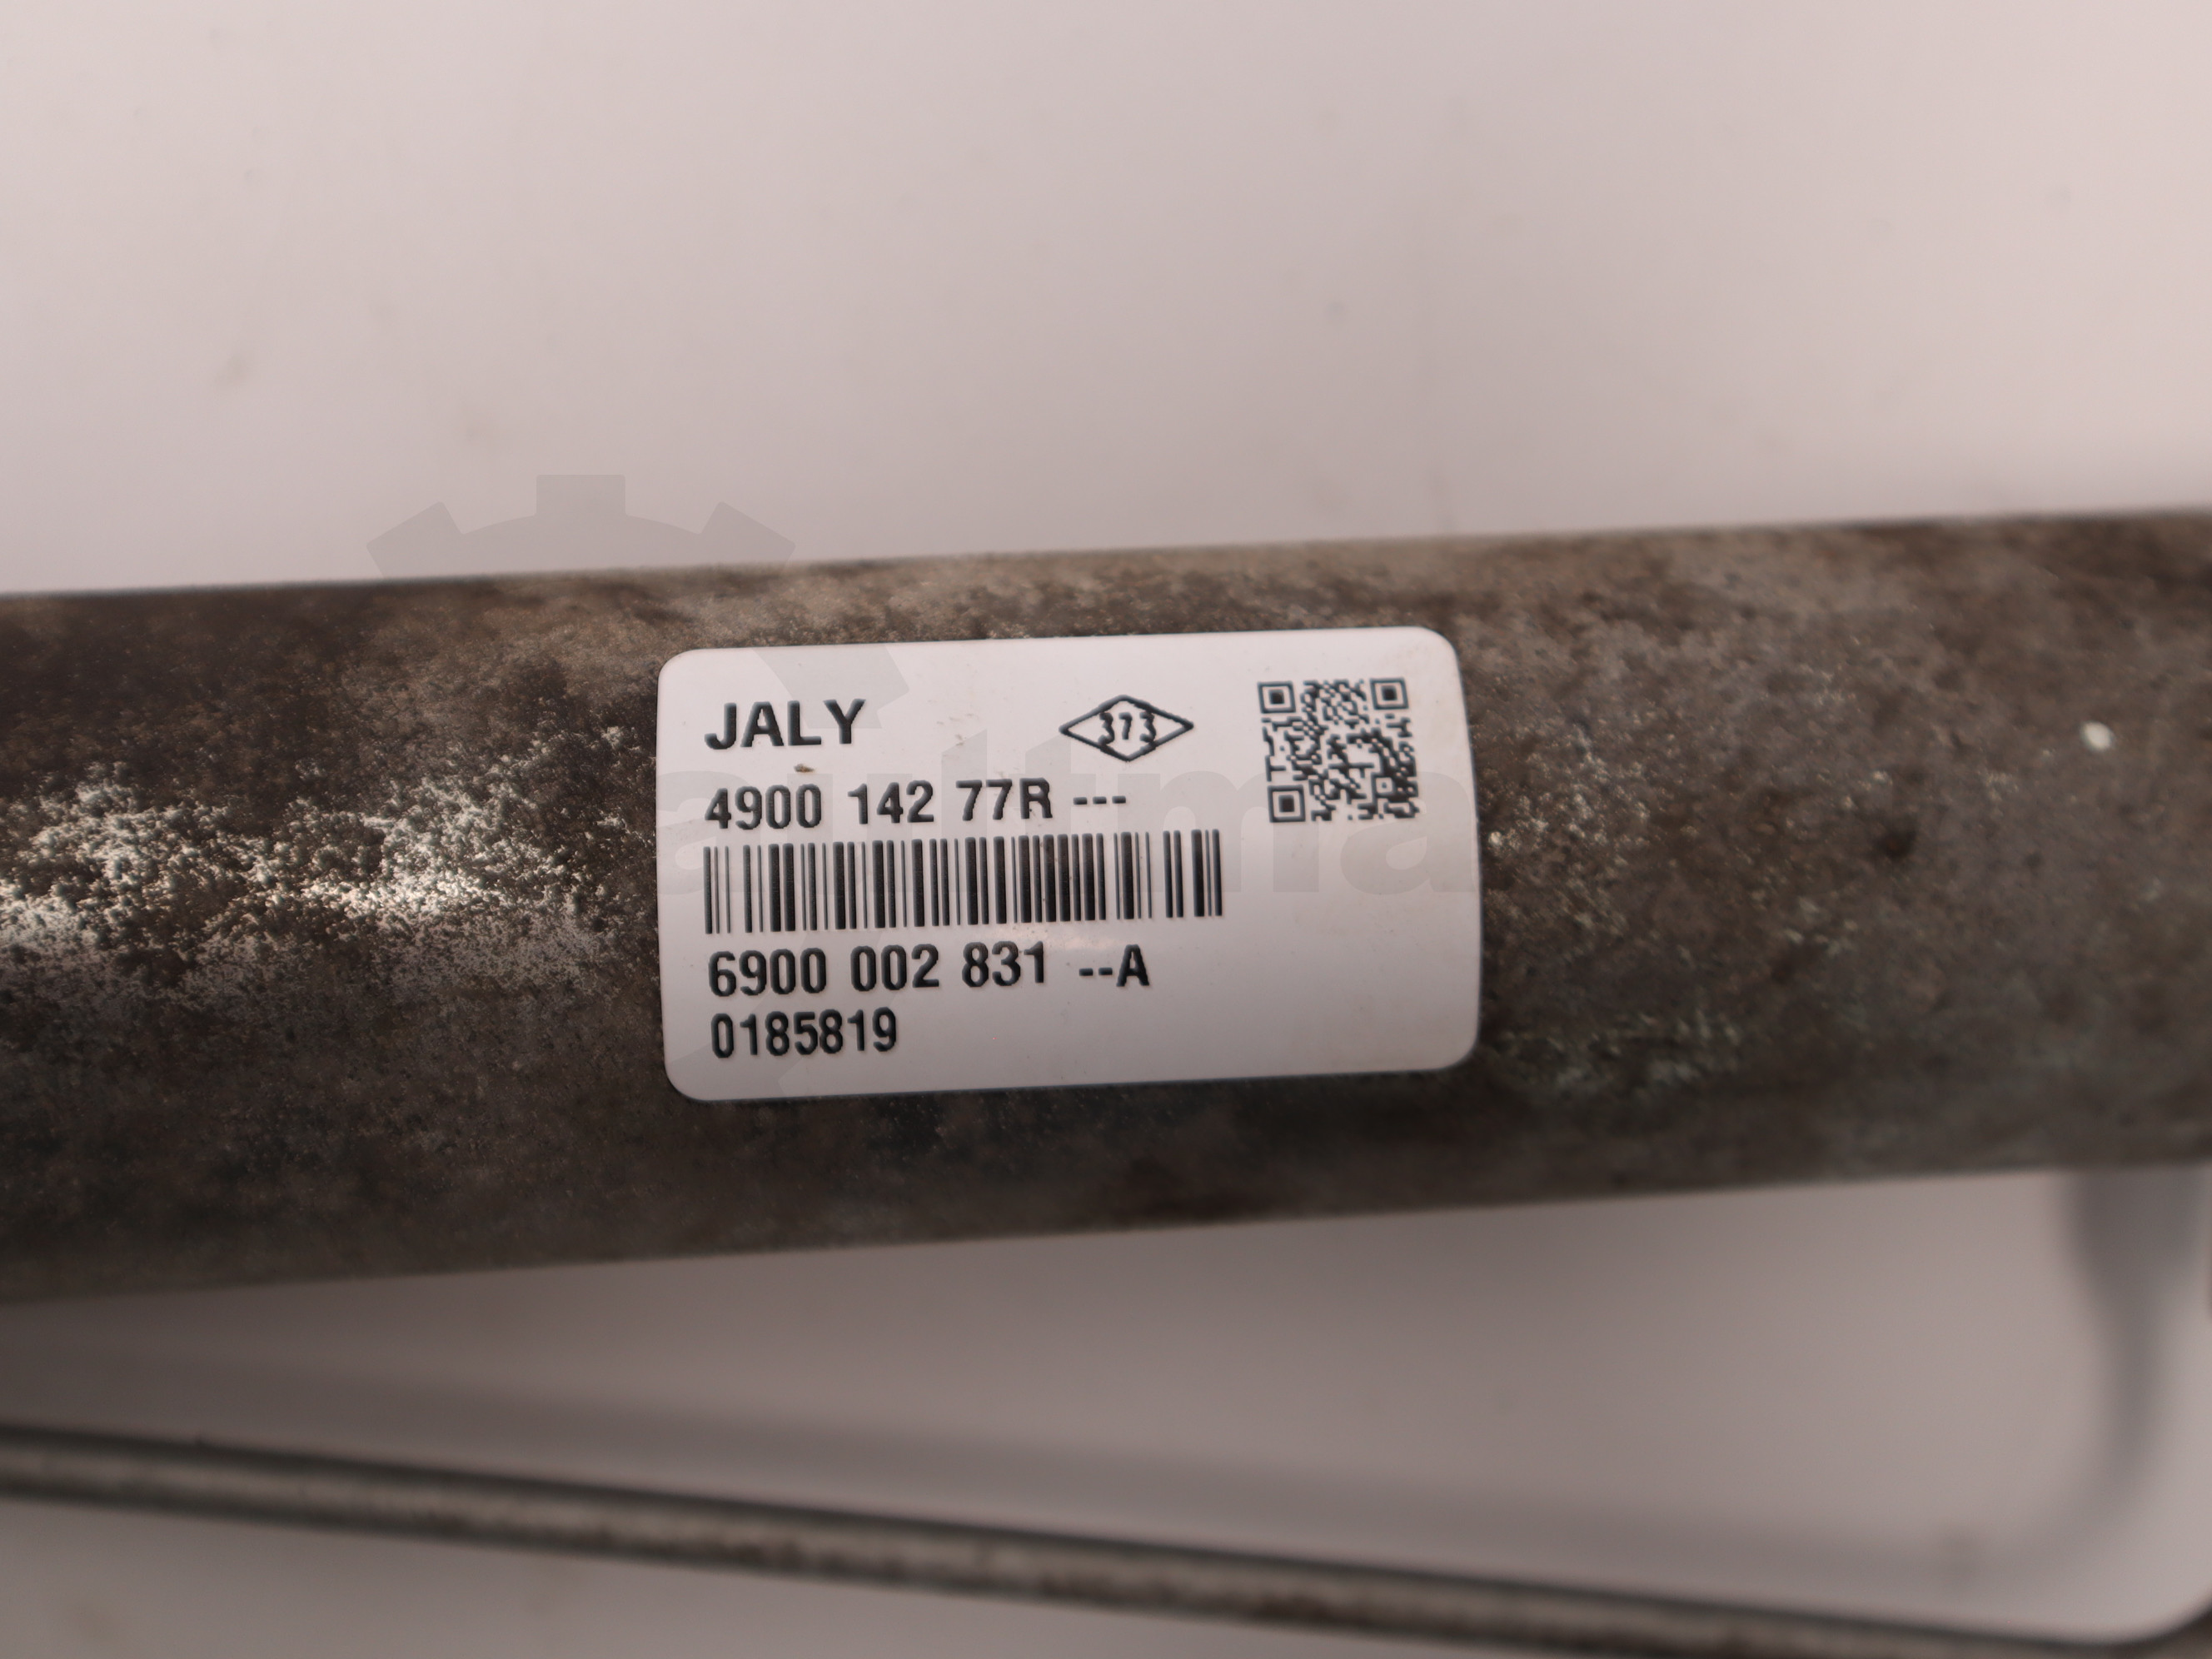 JALY
373
4900 142 77R ---
6900 002 831 --A
0185819